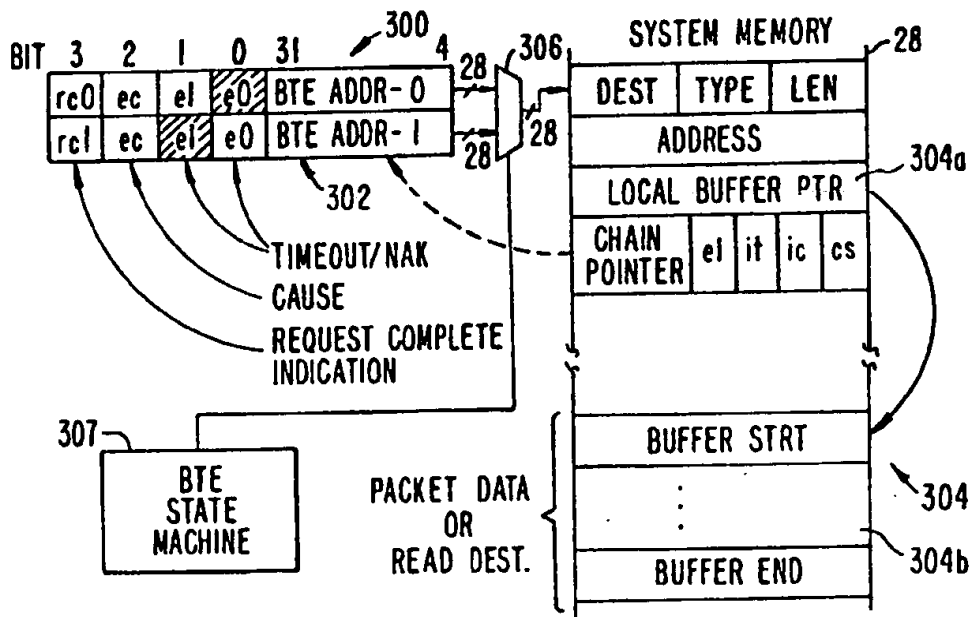 BIT 3 2 1 0 31 4 300
rc0 ec e1 e0 BTE ADDR-0
rc1 ec e1 e0 BTE ADDR-1
28
28
28
302
306
TIMEOUT/NAK
CAUSE
REQUEST COMPLETE
INDICATION
307
BTE
STATE
MACHINE
SYSTEM MEMORY
28
DEST TYPE LEN
ADDRESS
LOCAL BUFFER PTR
304a
CHAIN
POINTER
el it ic cs
BUFFER STRT
304
304b
BUFFER END
PACKET DATA
OR
READ DEST.